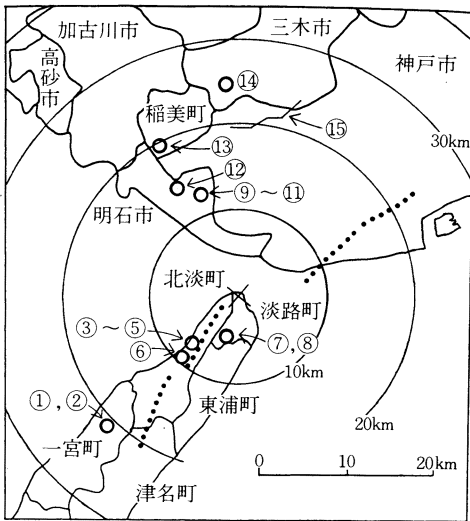 加古川市
三木市
神戸市
高砂市
⑭
稲美町
⑮
30km
⑬
⑫
⑨～⑪
明石市
北淡町
淡路町
③～⑤
⑥
⑦,⑧
10km
東浦町
①,②
20km
一宮町
津名町
0 10 20km